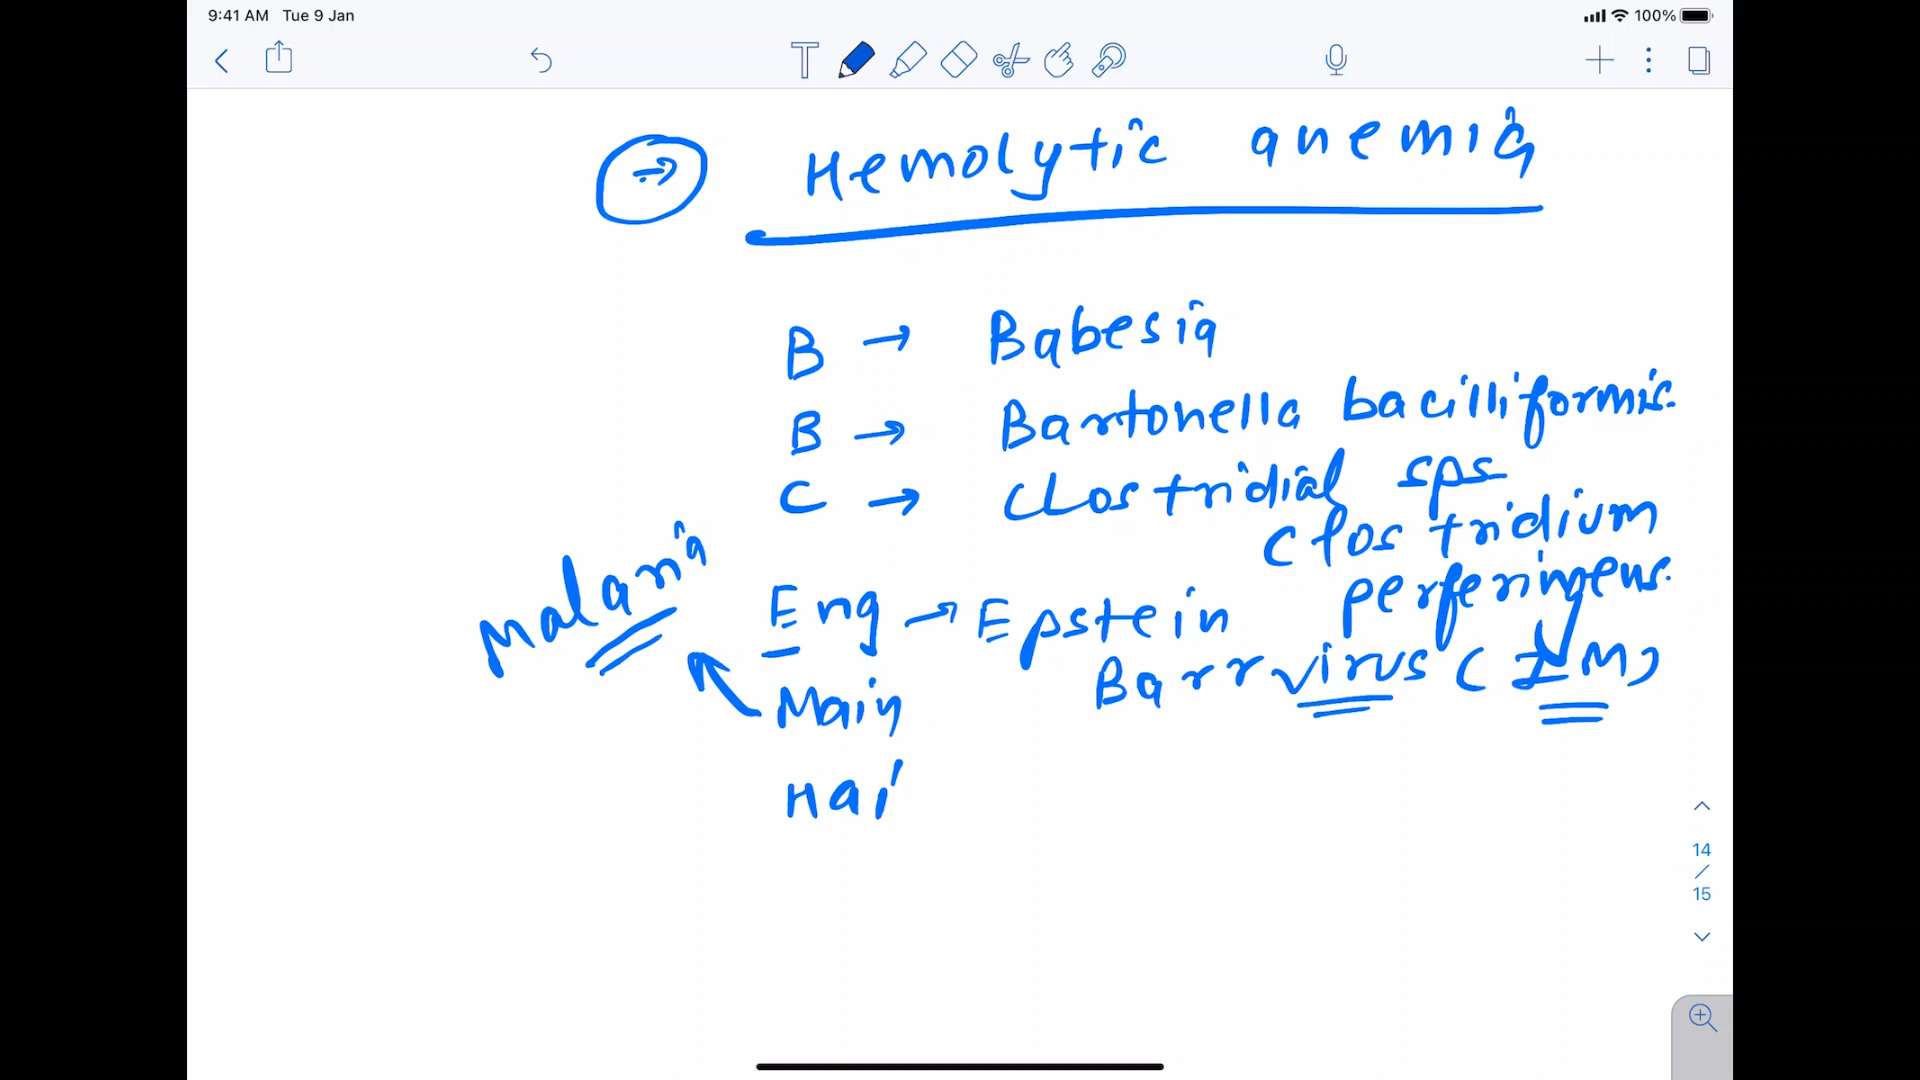 9:41 AM Tue 9 Jan 100%
T
→ Hemolytic anemia
B → Babesia
B → Bartonella bacilliformis.
C → Clostridial sps
Clostridium
perferingens.
Malaria
Eng → Epstein
Barr virus (IM)
Main
Hai
14
/
15